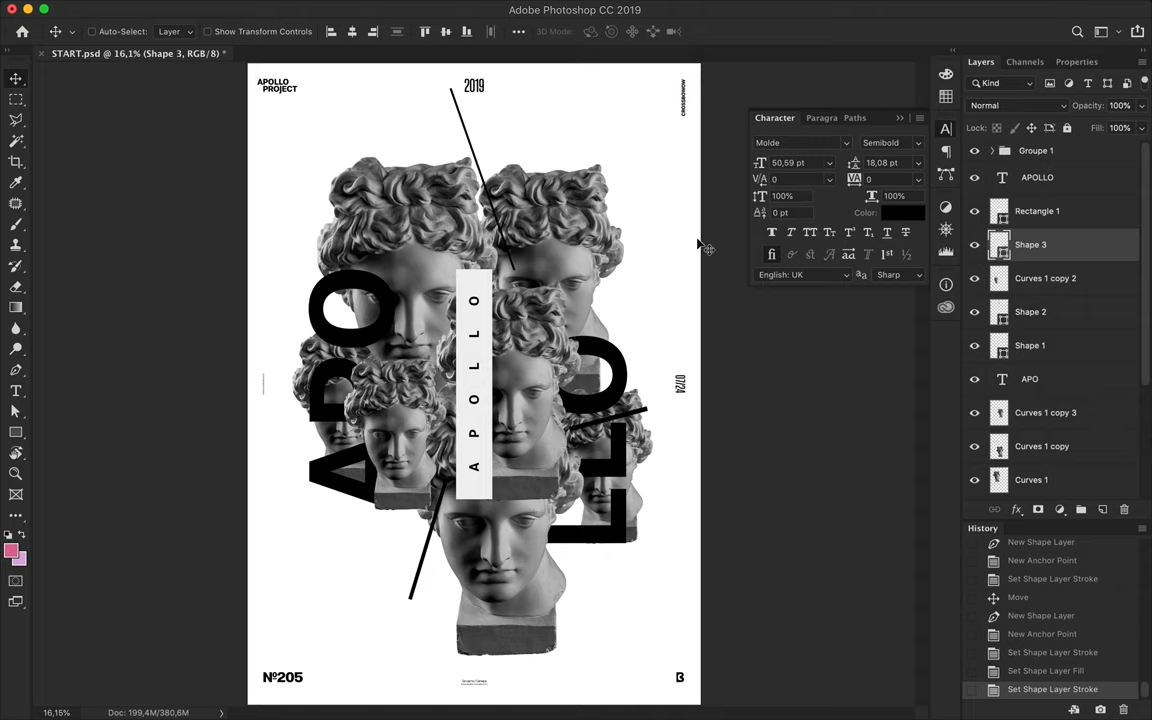 Adobe Photoshop CC 2019
Auto-Select:
Layer
Show Transform Controls
3D Mode:
START.psd @ 16,1% (Shape 3, RGB/8) *
APOLLO
PROJECT
2019
CROSSBOWOW
APO
LLO
APOLLO
07/24
Nº205
B
Character
Paragra
Paths
Molde
Semibold
50,59 pt
18,08 pt
0
0
100%
100%
0 pt
Color:
English: UK
Sharp
Layers
Channels
Properties
Kind
Normal
Opacity: 100%
Lock:
Fill: 100%
Groupe 1
APOLLO
Rectangle 1
Shape 3
Curves 1 copy 2
Shape 2
Shape 1
APO
Curves 1 copy 3
Curves 1 copy
Curves 1
History
New Shape Layer
New Anchor Point
Set Shape Layer Stroke
Move
New Shape Layer
New Anchor Point
Set Shape Layer Stroke
Set Shape Layer Fill
Set Shape Layer Stroke
16,15%
Doc: 199,4M/380,6M